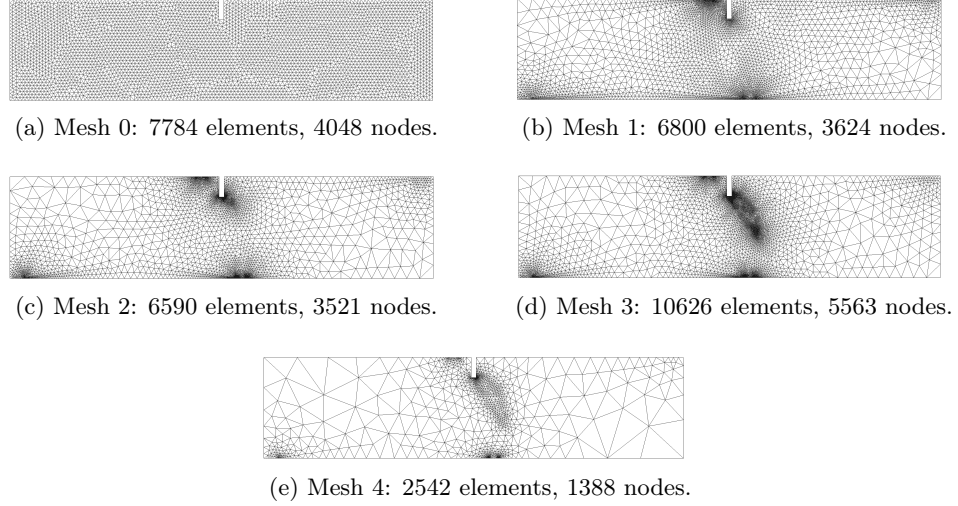 (a) Mesh 0: 7784 elements, 4048 nodes.
(b) Mesh 1: 6800 elements, 3624 nodes.
(c) Mesh 2: 6590 elements, 3521 nodes.
(d) Mesh 3: 10626 elements, 5563 nodes.
(e) Mesh 4: 2542 elements, 1388 nodes.